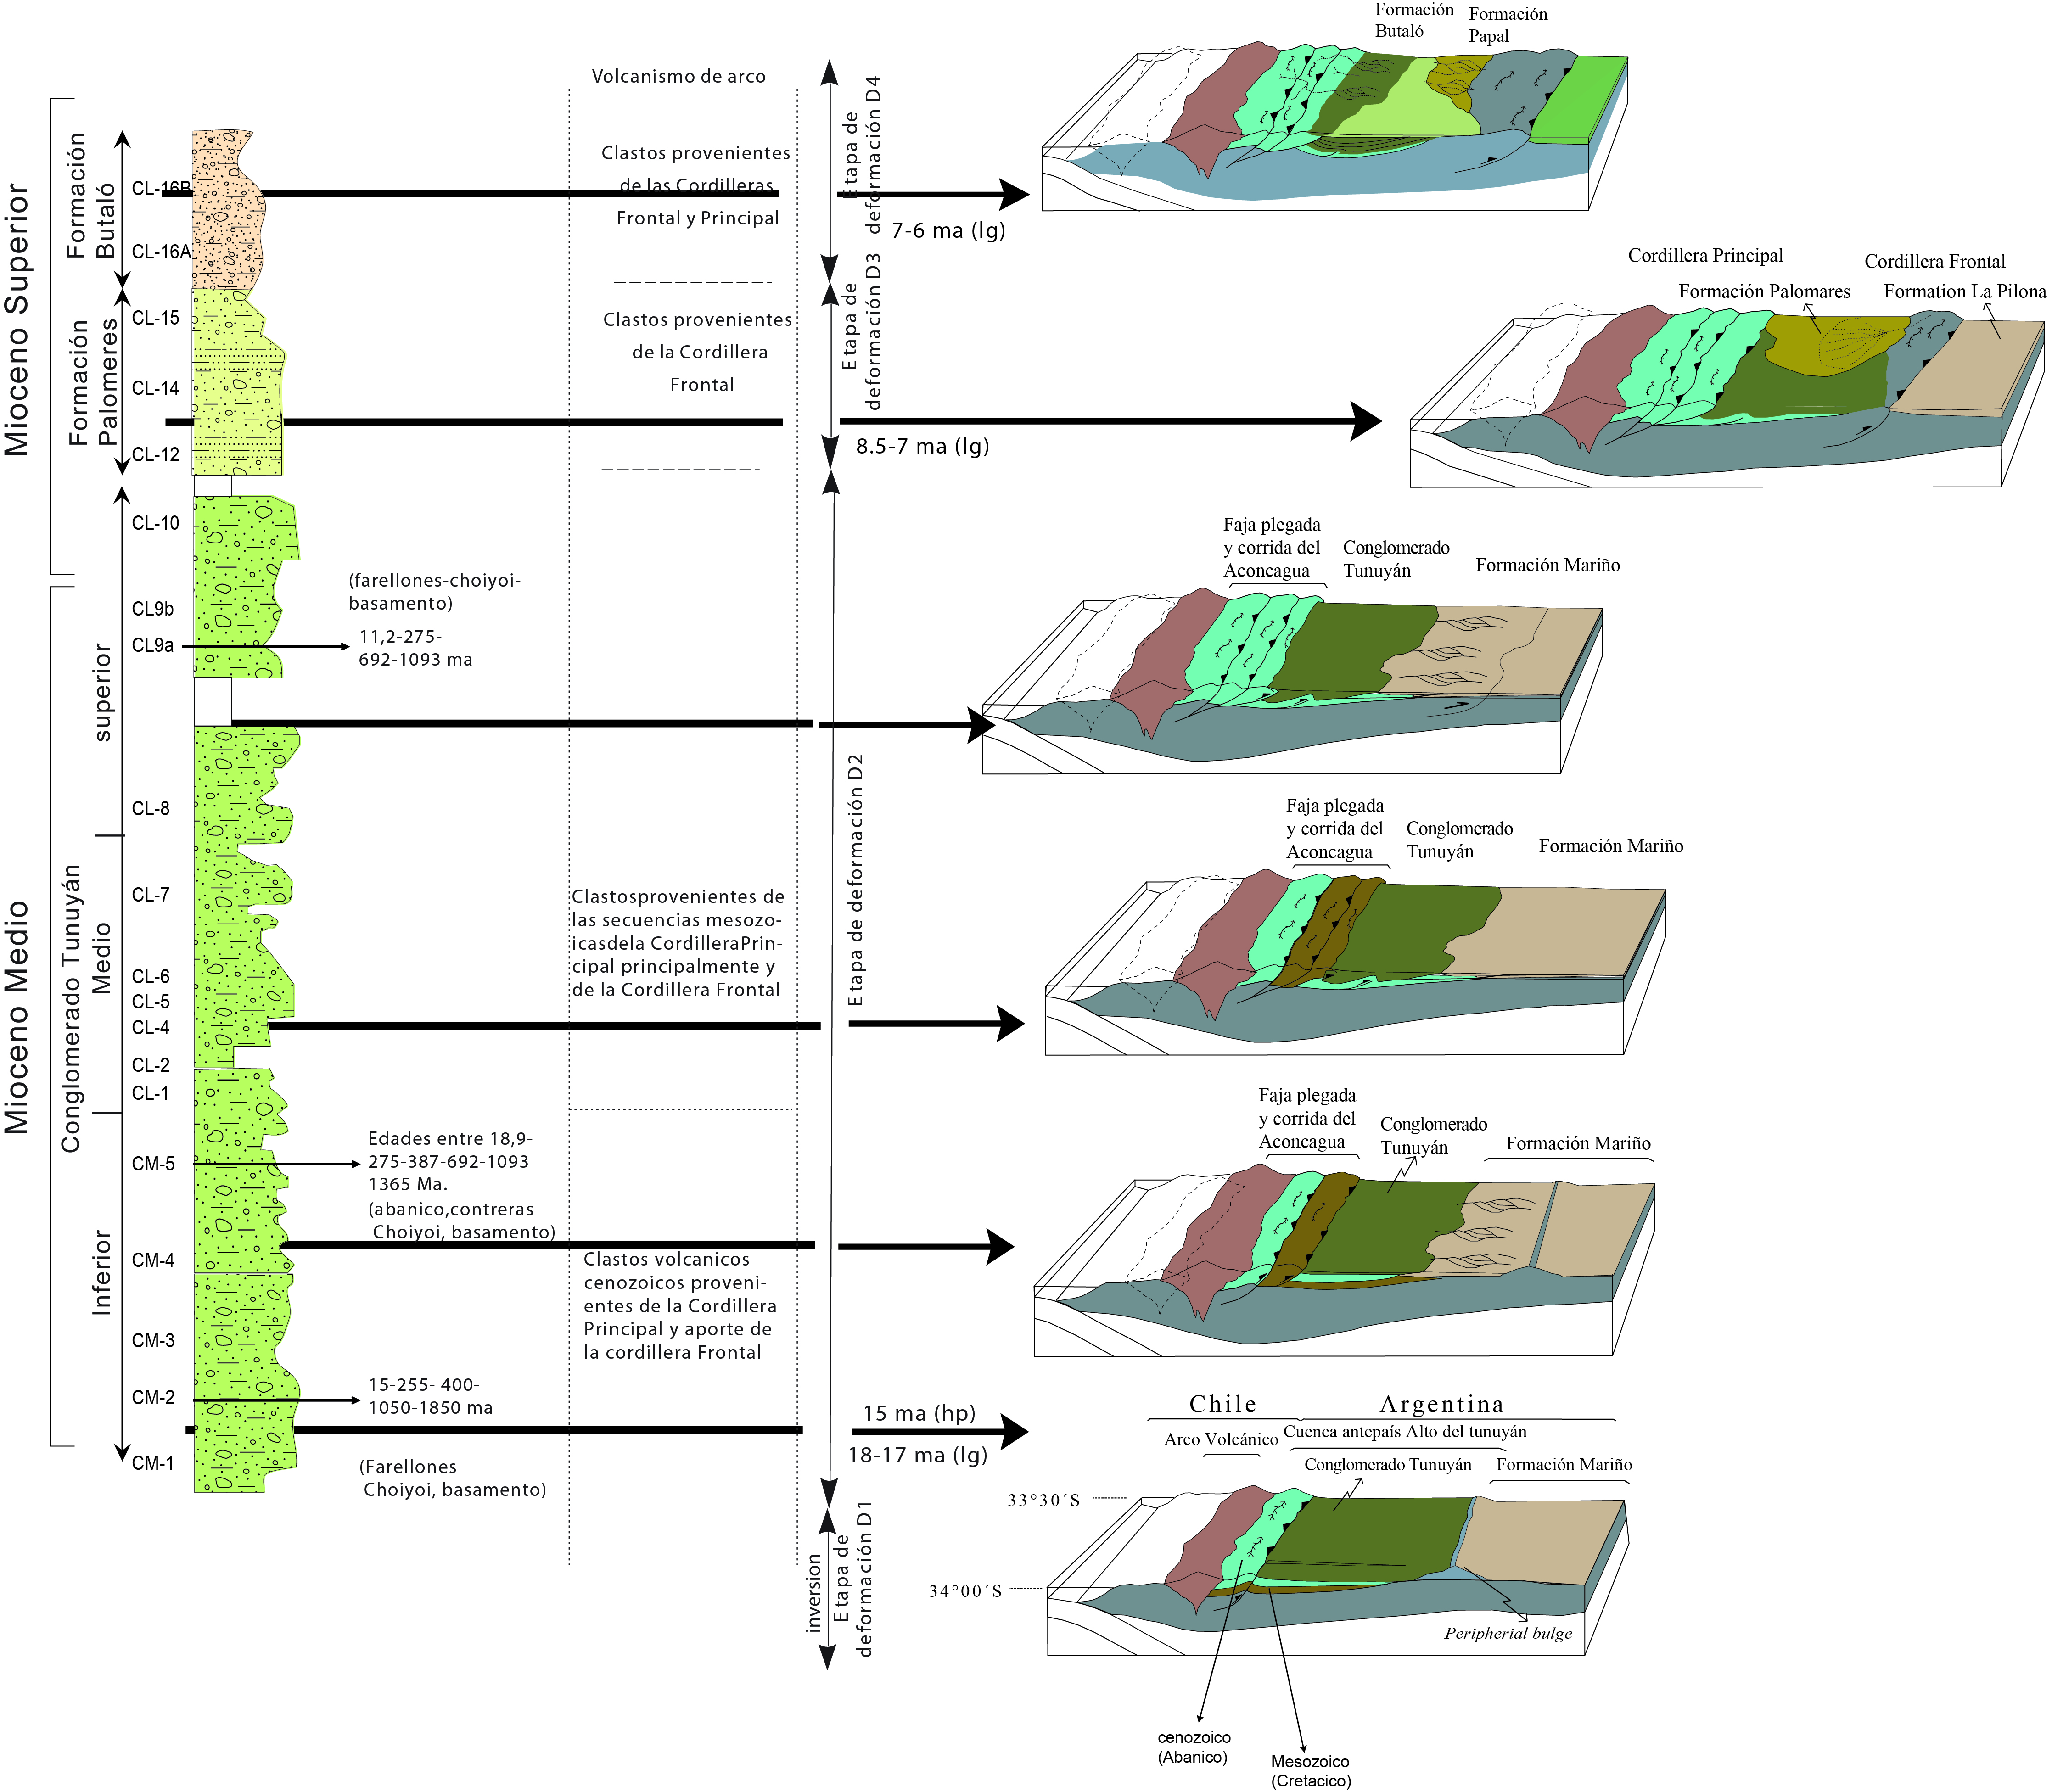 Mioceno Superior
Mioceno Medio
Formación
Butaló
Formación
Palomeres
Conglomerado Tunuyán
superior
Medio
Inferior
CL-16B
CL-16A
CL-15
CL-14
CL-12
CL-10
CL9b
CL9a
CL-8
CL-7
CL-6
CL-5
CL-4
CL-2
CL-1
CM-5
CM-4
CM-3
CM-2
CM-1
(farellones-choiyoi-
basamento)
11,2-275-
692-1093 ma
Edades entre 18,9-
275-387-692-1093
1365 Ma.
(abanico,contreras
Choiyoi, basamento)
15-255- 400-
1050-1850 ma
(Farellones
Choiyoi, basamento)
Volcanismo de arco
Clastos provenientes
de las Cordilleras
Frontal y Principal
Clastos provenientes
de la Cordillera
Frontal
Clastosprovenientes de
las secuencias mesozo-
icasdela CordilleraPrin-
cipal principalmente y
de la Cordillera Frontal
Clastos volcanicos
cenozoicos proveni-
entes de la Cordillera
Principal y aporte de
la cordillera Frontal
Etapa de
deformación D4
Etapa de
deformación D3
Etapa de deformación D2
inversion
Etapa de
deformación D1
7-6 ma (lg)
8.5-7 ma (lg)
15 ma (hp)
18-17 ma (lg)
Formación
Butaló
Formación
Papal
Cordillera Principal
Cordillera Frontal
Formación Palomares
Formation La Pilona
Faja plegada
y corrida del
Aconcagua
Conglomerado
Tunuyán
Formación Mariño
Faja plegada
y corrida del
Aconcagua
Conglomerado
Tunuyán
Formación Mariño
Faja plegada
y corrida del
Aconcagua
Conglomerado
Tunuyán
Formación Mariño
Chile
Argentina
Arco Volcánico
Cuenca antepaís Alto del tunuyán
Conglomerado Tunuyán
Formación Mariño
33°30´S
34°00´S
Peripherial bulge
cenozoico
(Abanico)
Mesozoico
(Cretacico)